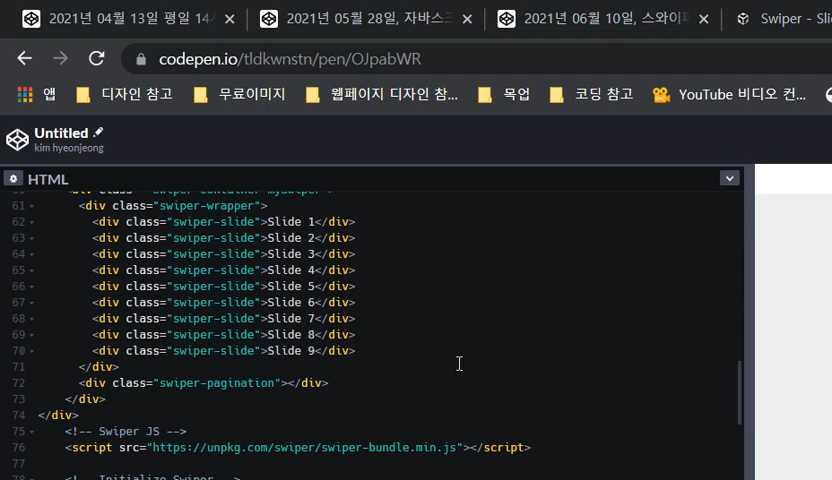 2021년 04월 13일 평일 14 2021년 05월 28일, 자바스 2021년 06월 10일, 스와이 Swiper - Sli
codepen.io/tldkwnstn/pen/OJpabWR
앱 디자인 참고 무료이미지 웹페이지 디자인 참... 목업 코딩 참고 YouTube 비디오 컨...
Untitled
kim hyeonjeong
HTML
<div class="swiper-container mySwiper">
61 <div class="swiper-wrapper">
62 <div class="swiper-slide">Slide 1</div>
63 <div class="swiper-slide">Slide 2</div>
64 <div class="swiper-slide">Slide 3</div>
65 <div class="swiper-slide">Slide 4</div>
66 <div class="swiper-slide">Slide 5</div>
67 <div class="swiper-slide">Slide 6</div>
68 <div class="swiper-slide">Slide 7</div>
69 <div class="swiper-slide">Slide 8</div>
70 <div class="swiper-slide">Slide 9</div>
71 </div>
72 <div class="swiper-pagination"></div>
73 </div>
74 </div>
75 <!-- Swiper JS -->
76 <script src="https://unpkg.com/swiper/swiper-bundle.min.js"></script>
77
78 <!-- Initialize Swiper -->